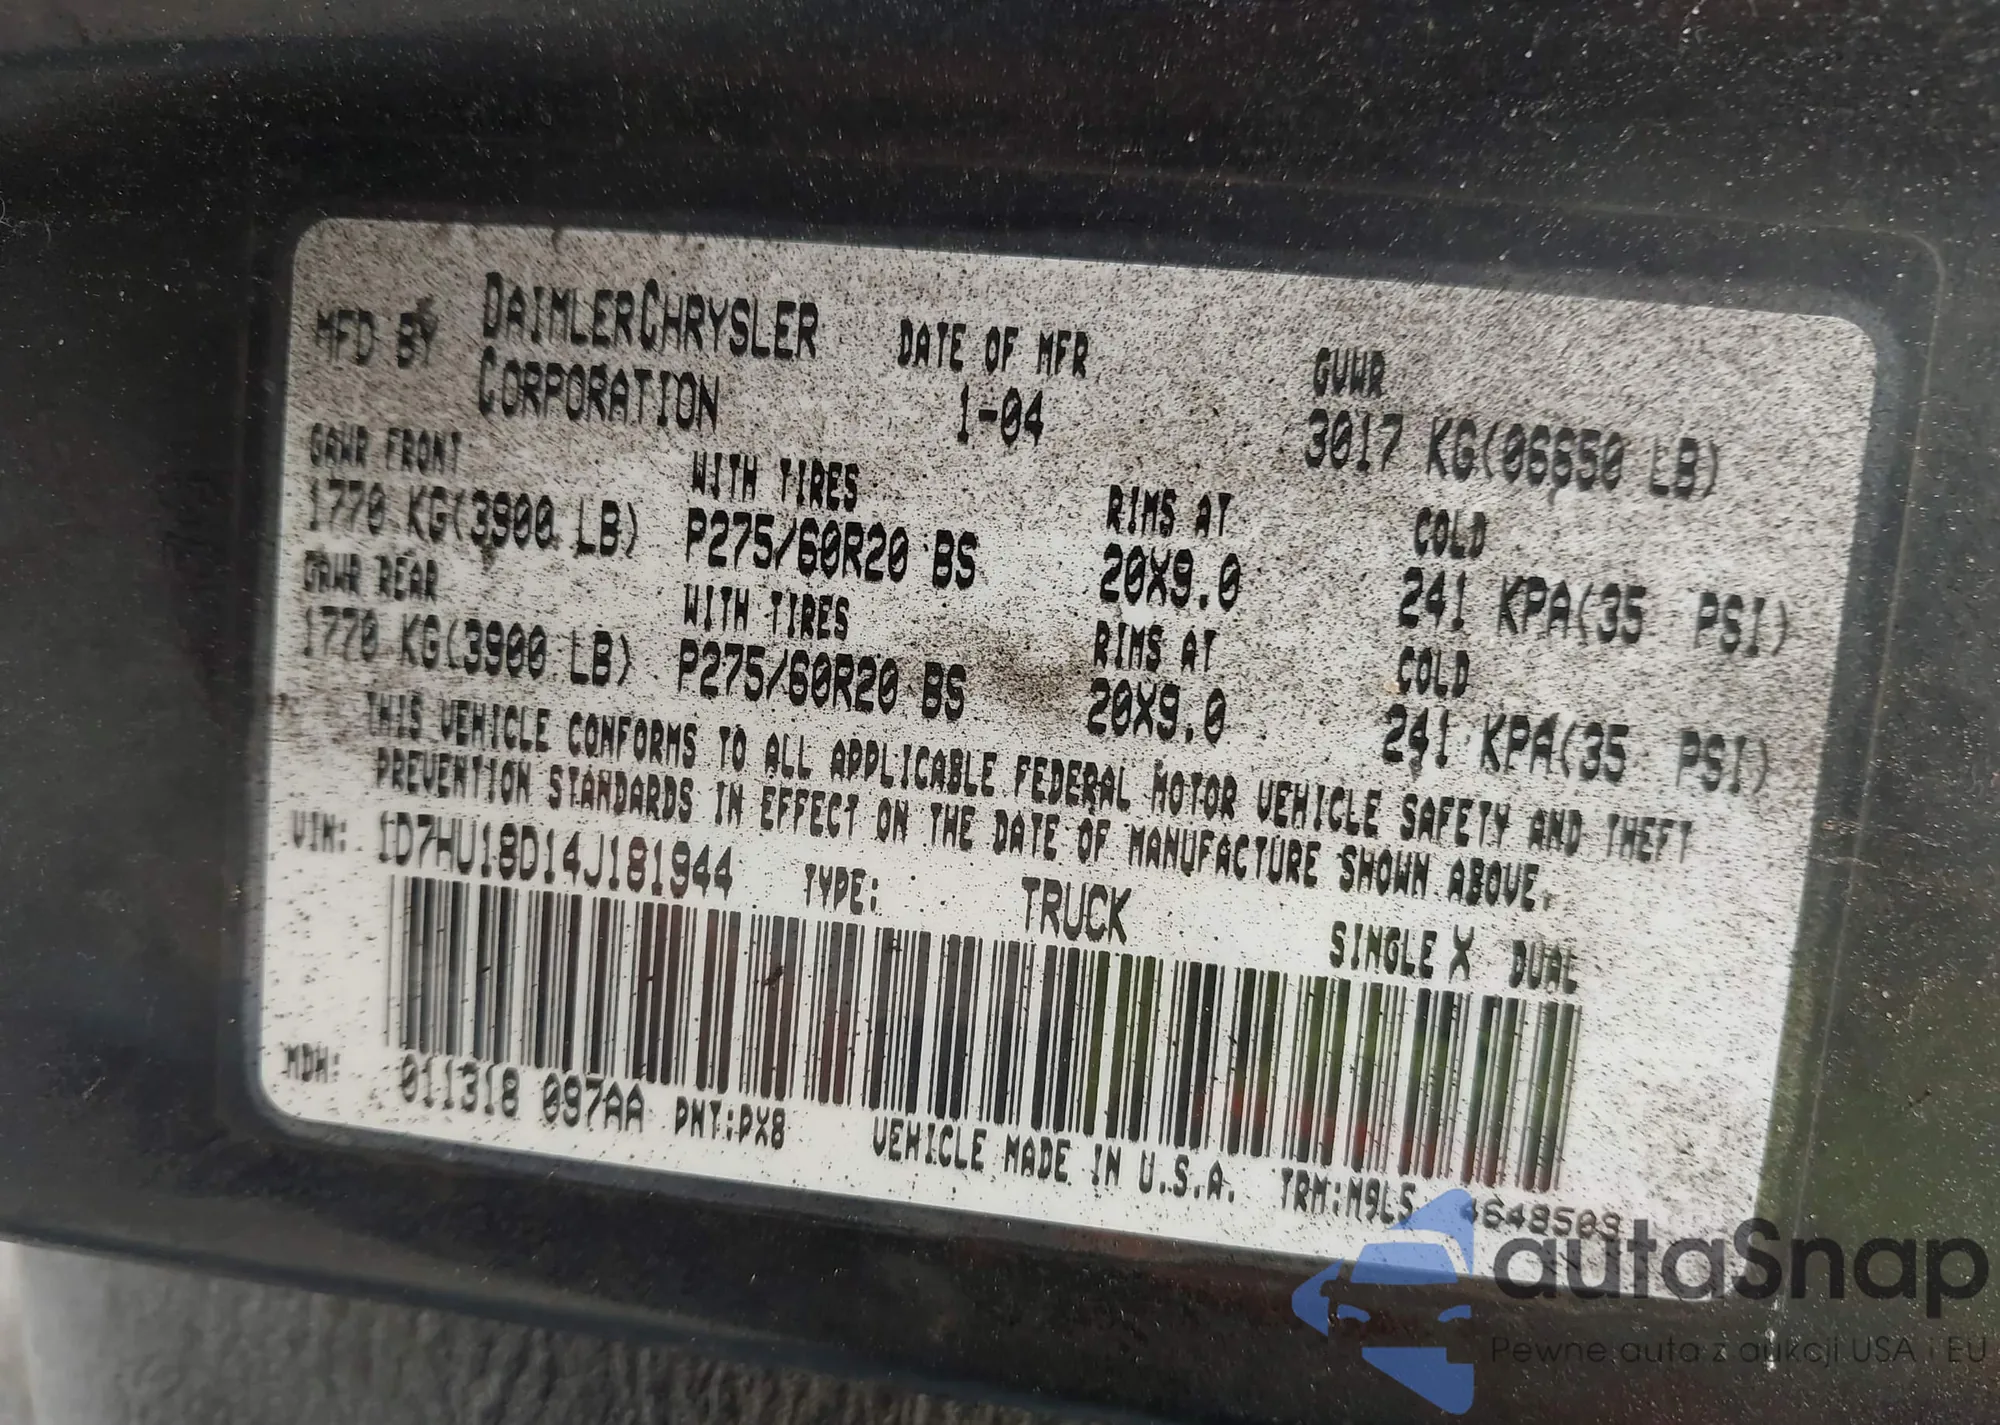 MFD BY DAIMLERCHRYSLER CORPORATION DATE OF MFR 1-04 GVWR 3017 KG(06650 LB)
GAWR FRONT WITH TIRES RIMS AT COLD
1770 KG(3900 LB) P275/60R20 BS 20X9.0 241 KPA(35 PSI)
GAWR REAR WITH TIRES RIMS AT COLD
1770 KG(3900 LB) P275/60R20 BS 20X9.0 241 KPA(35 PSI)
THIS VEHICLE CONFORMS TO ALL APPLICABLE FEDERAL MOTOR VEHICLE SAFETY AND THEFT
PREVENTION STANDARDS IN EFFECT ON THE DATE OF MANUFACTURE SHOWN ABOVE.
VIN: 1D7HU18D14J181944 TYPE: TRUCK SINGLE X DUAL
MDH: 011318 097AA PNT:PX8 VEHICLE MADE IN U.S.A. TRM:M9L5 4648503
autaSnap
Pewne auta z aukcji USA i EU